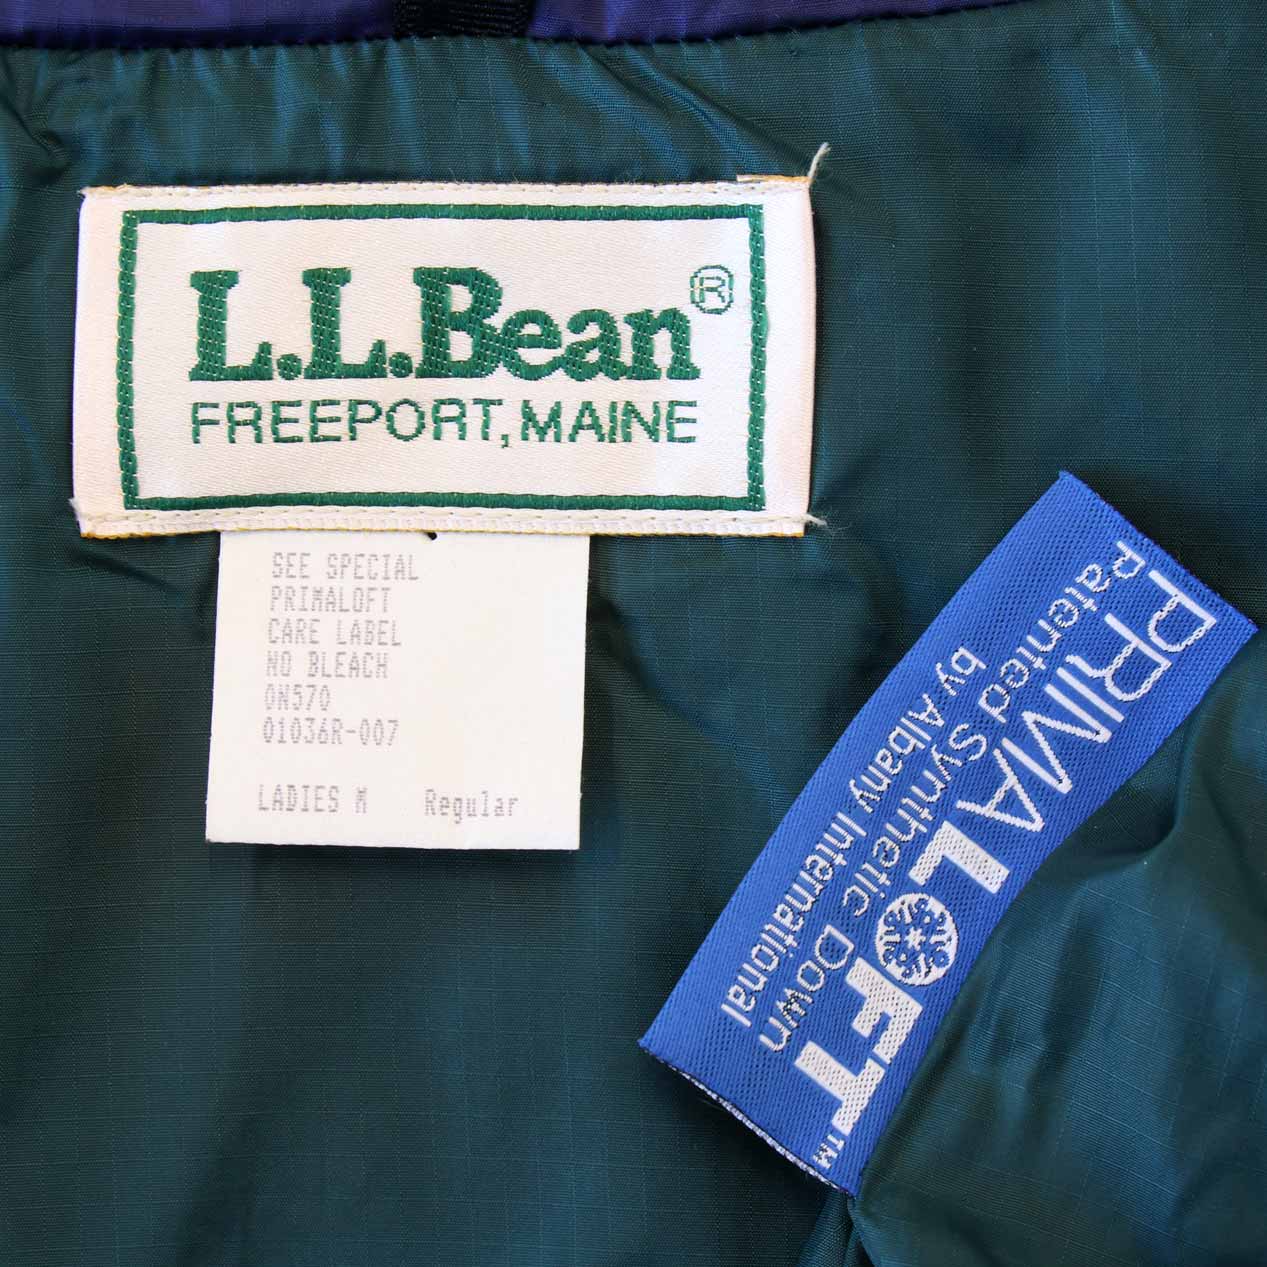 L.L.Bean®
FREEPORT, MAINE
SEE SPECIAL
PRIMALOFT
CARE LABEL
NO BLEACH
0N570
01036R-007
LADIES M Regular
PRIMALOFT™
Patented Synthetic Down
by Albany International